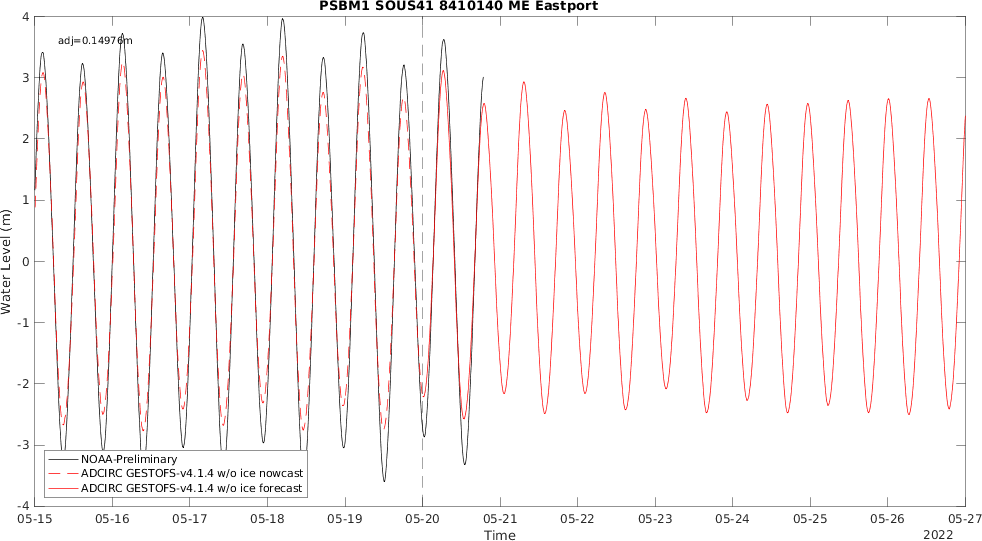 PSBM1 SOUS41 8410140 ME Eastport
adj=0.14976m
4
3
2
1
0
-1
-2
-3
-4
Water Level (m)
NOAA-Preliminary
ADCIRC GESTOFS-v4.1.4 w/o ice nowcast
ADCIRC GESTOFS-v4.1.4 w/o ice forecast
05-15 05-16 05-17 05-18 05-19 05-20 05-21 05-22 05-23 05-24 05-25 05-26 05-27
Time
2022